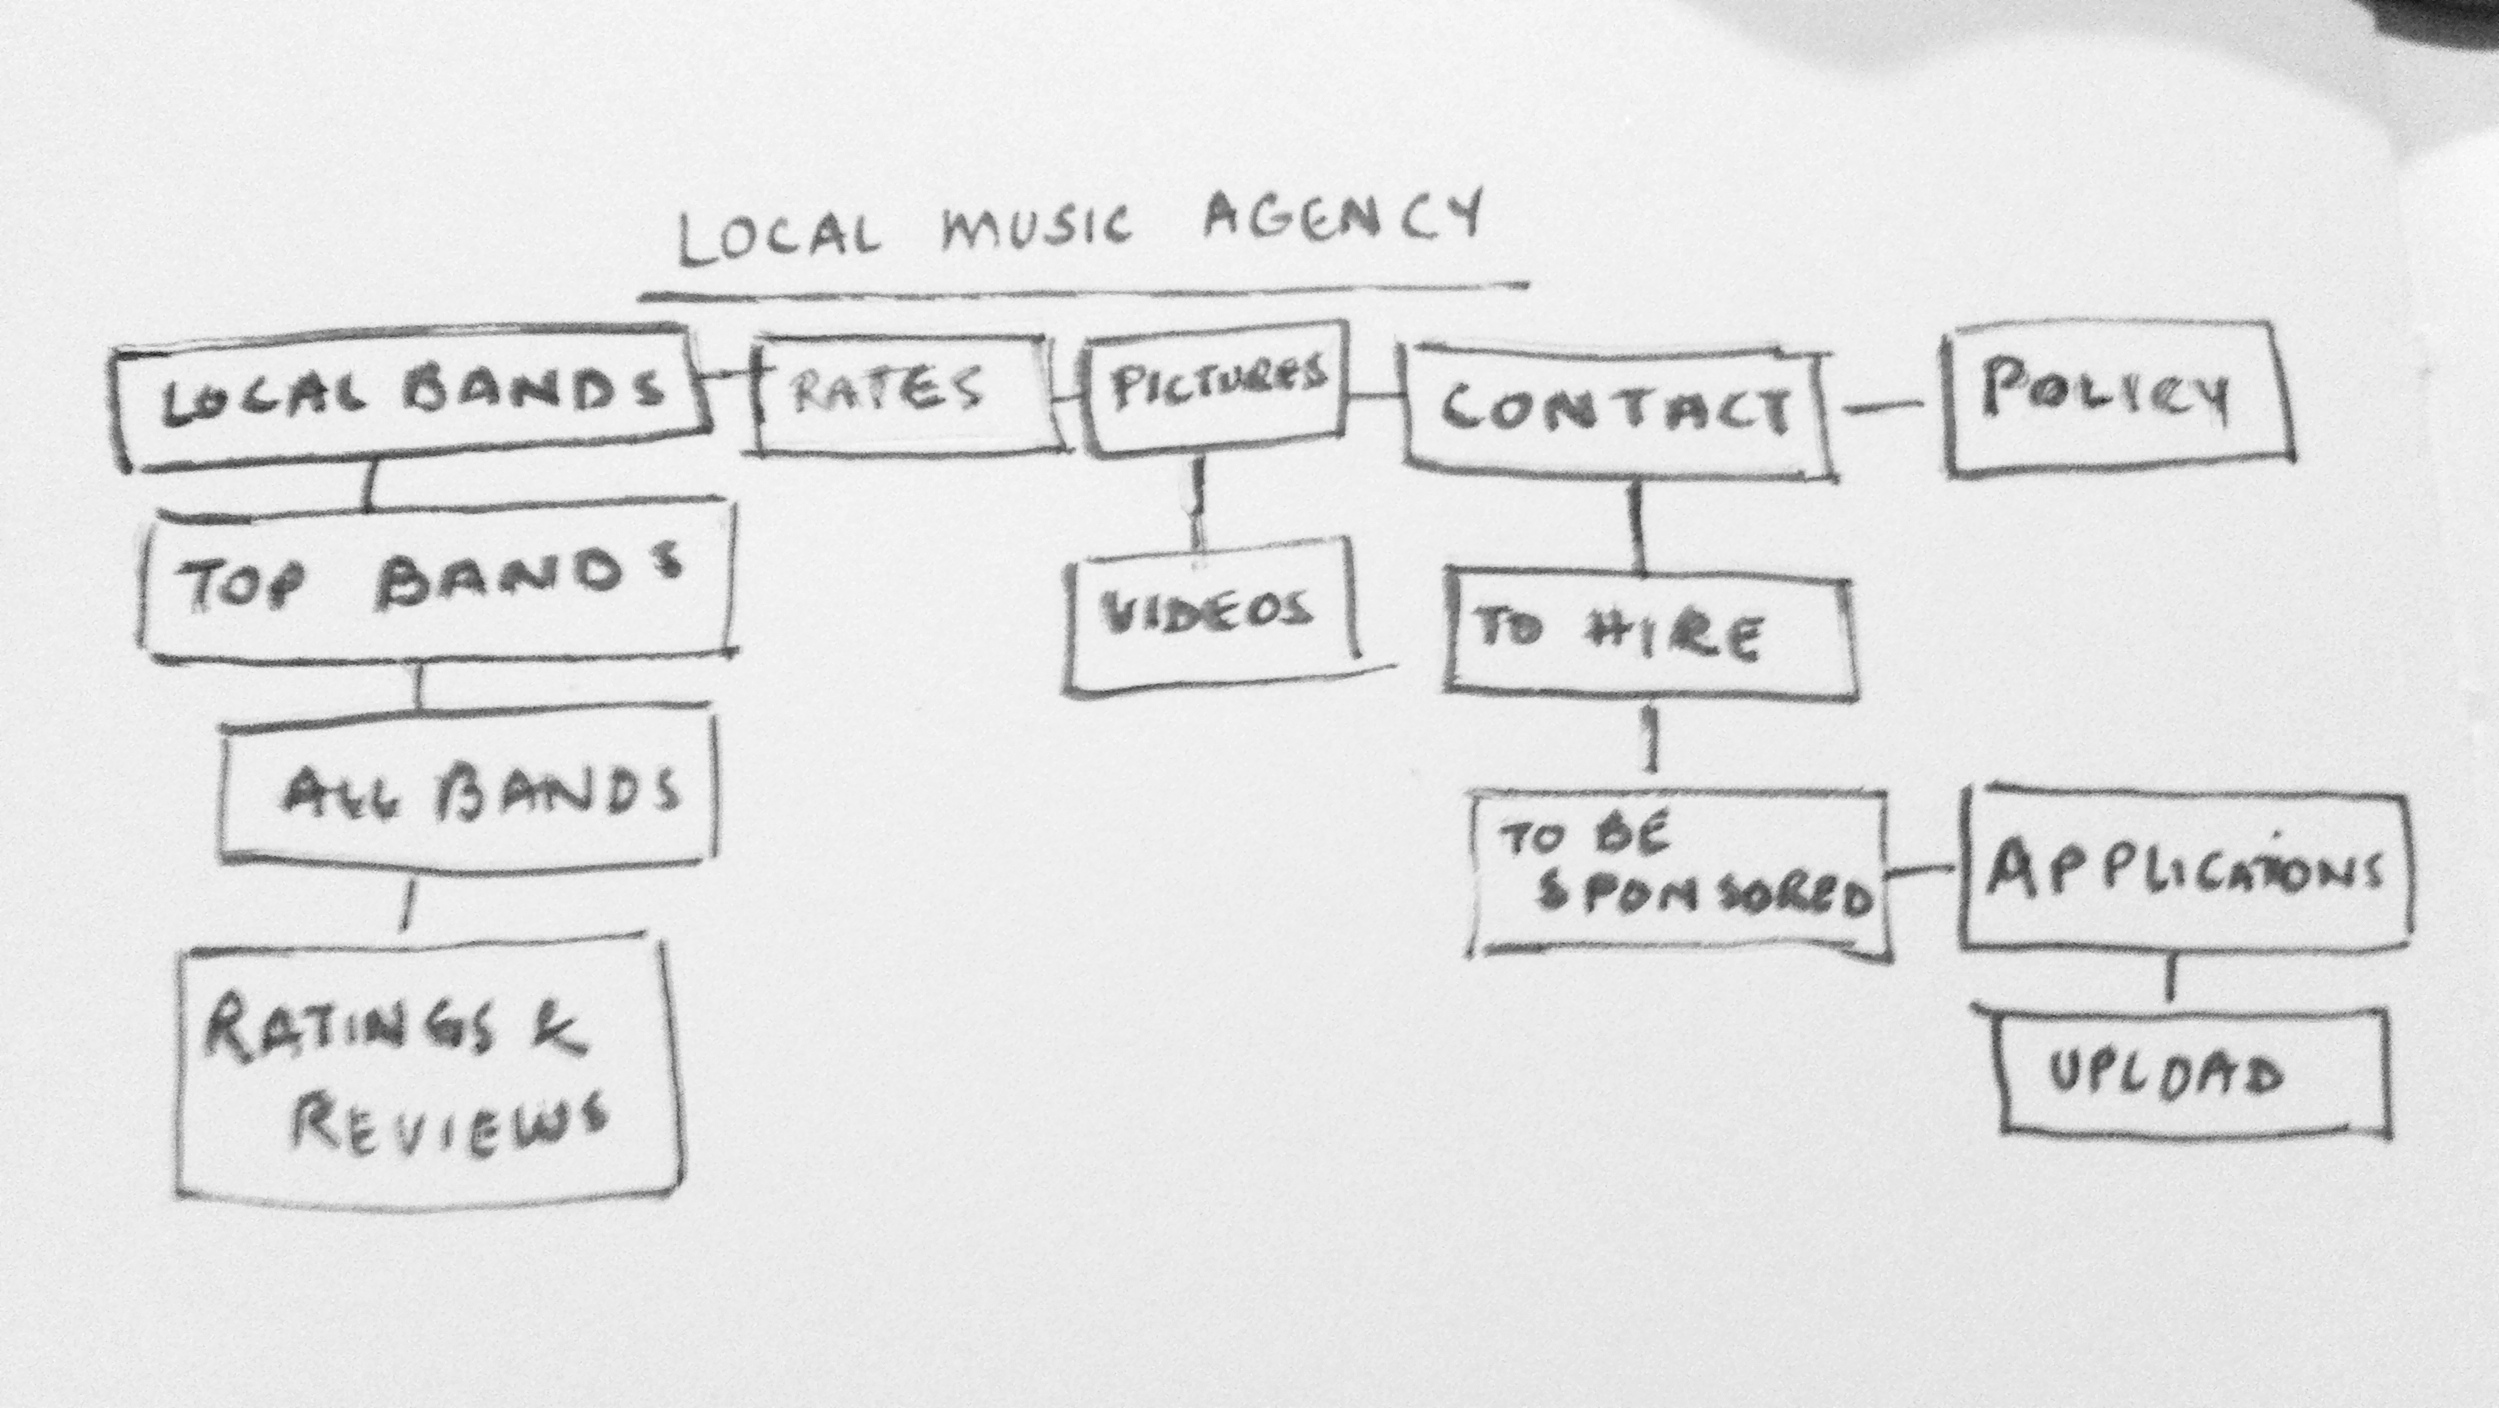 LOCAL MUSIC AGENCY
LOCAL BANDS
RATES
PICTURES
CONTACT
POLICY
TOP BANDS
VIDEOS
TO HIRE
ALL BANDS
TO BE
SPONSORED
APPLICATIONS
RATINGS &
REVIEWS
UPLOAD